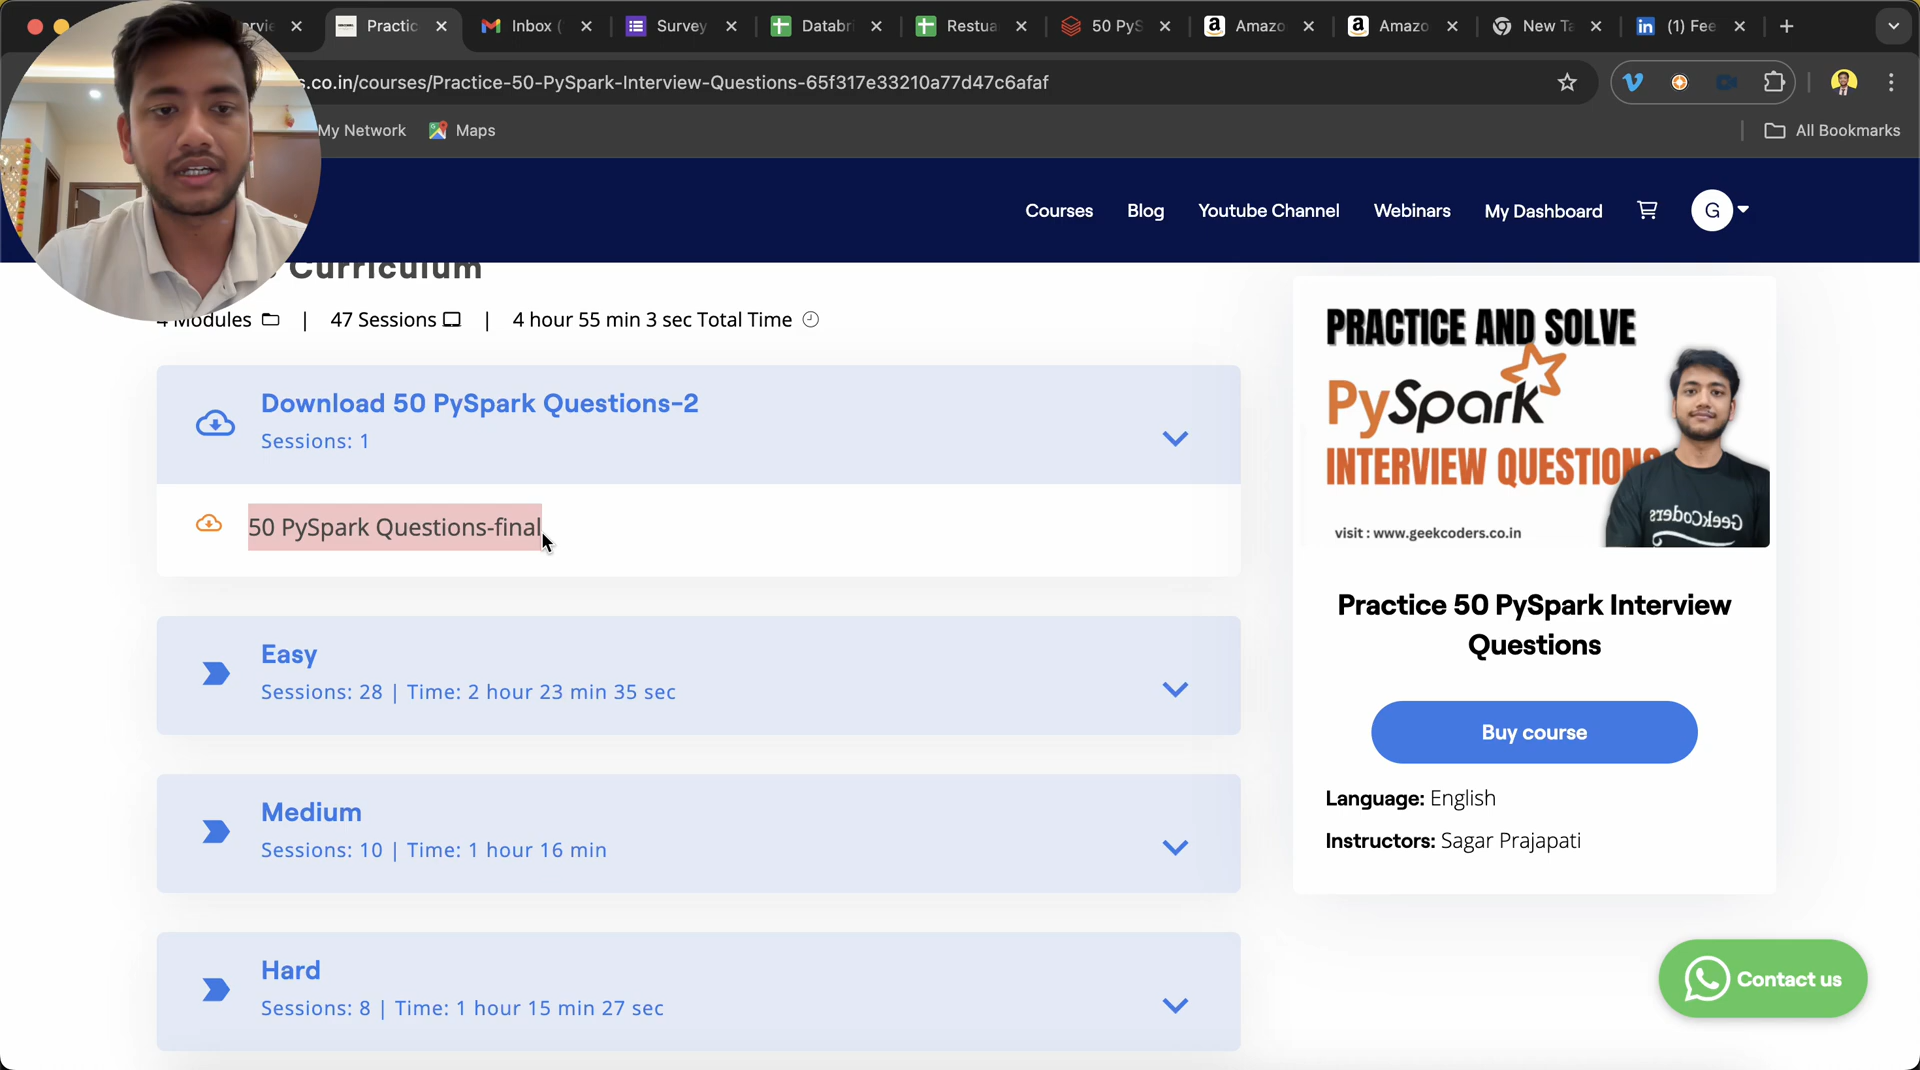 rvie
Practic
Inbox (
Survey
Databri
Restua
50 PyS
Amazo
Amazo
New Ta
(1) Fee
s.co.in/courses/Practice-50-PySpark-Interview-Questions-65f317e33210a77d47c6afaf
My Network
Maps
All Bookmarks
Courses
Blog
Youtube Channel
Webinars
My Dashboard
G
Curriculum
4 Modules | 47 Sessions | 4 hour 55 min 3 sec Total Time
Download 50 PySpark Questions-2
Sessions: 1
50 PySpark Questions-final
Easy
Sessions: 28 | Time: 2 hour 23 min 35 sec
Medium
Sessions: 10 | Time: 1 hour 16 min
Hard
Sessions: 8 | Time: 1 hour 15 min 27 sec
PRACTICE AND SOLVE
PySpark
INTERVIEW QUESTIONS
GeekCoders
visit : www.geekcoders.co.in
Practice 50 PySpark Interview
Questions
Buy course
Language: English
Instructors: Sagar Prajapati
Contact us